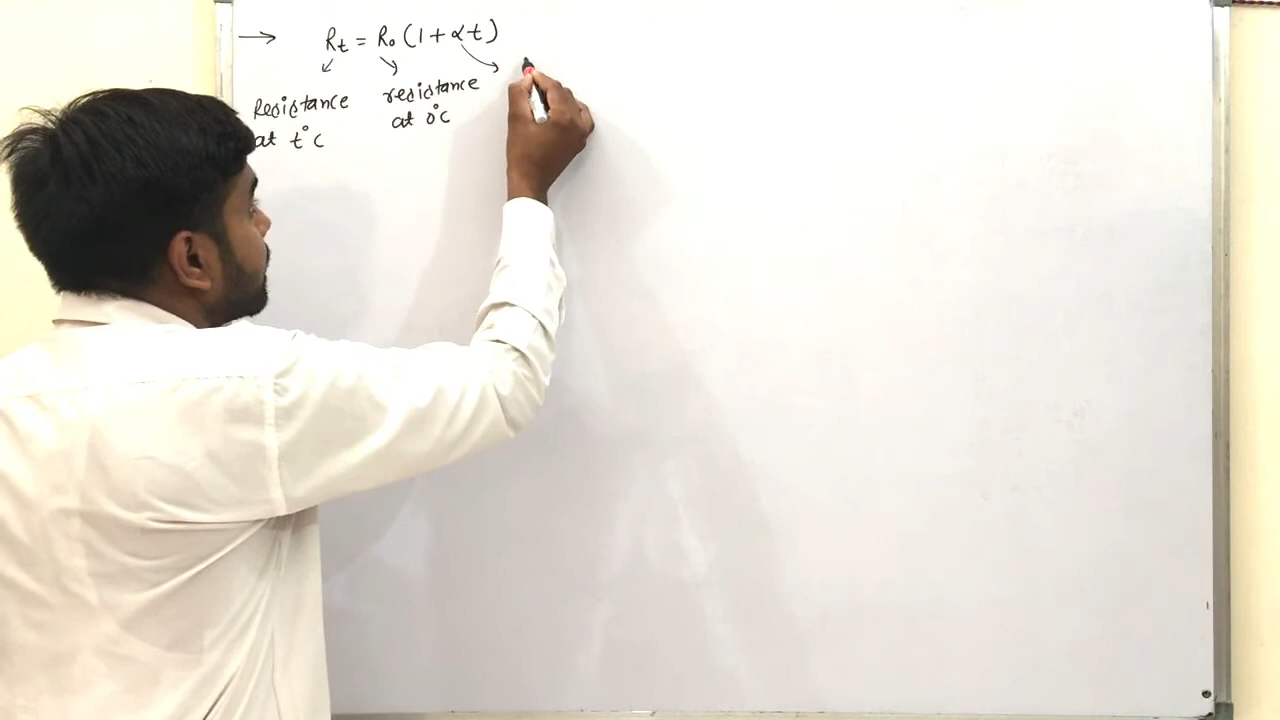 → Rt = R₀ (1 + αt)
Resistance
at t°C
resistance
at 0°C